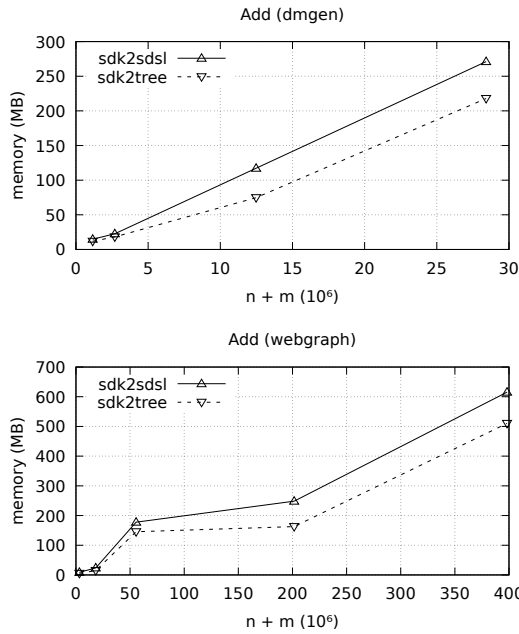 Add (dmgen)
300
250
200
150
100
50
0
memory (MB)
sdk2sdsl
sdk2tree
0 5 10 15 20 25 30
n + m (10⁶)
Add (webgraph)
700
600
500
400
300
200
100
0
memory (MB)
sdk2sdsl
sdk2tree
0 50 100 150 200 250 300 350 400
n + m (10⁶)